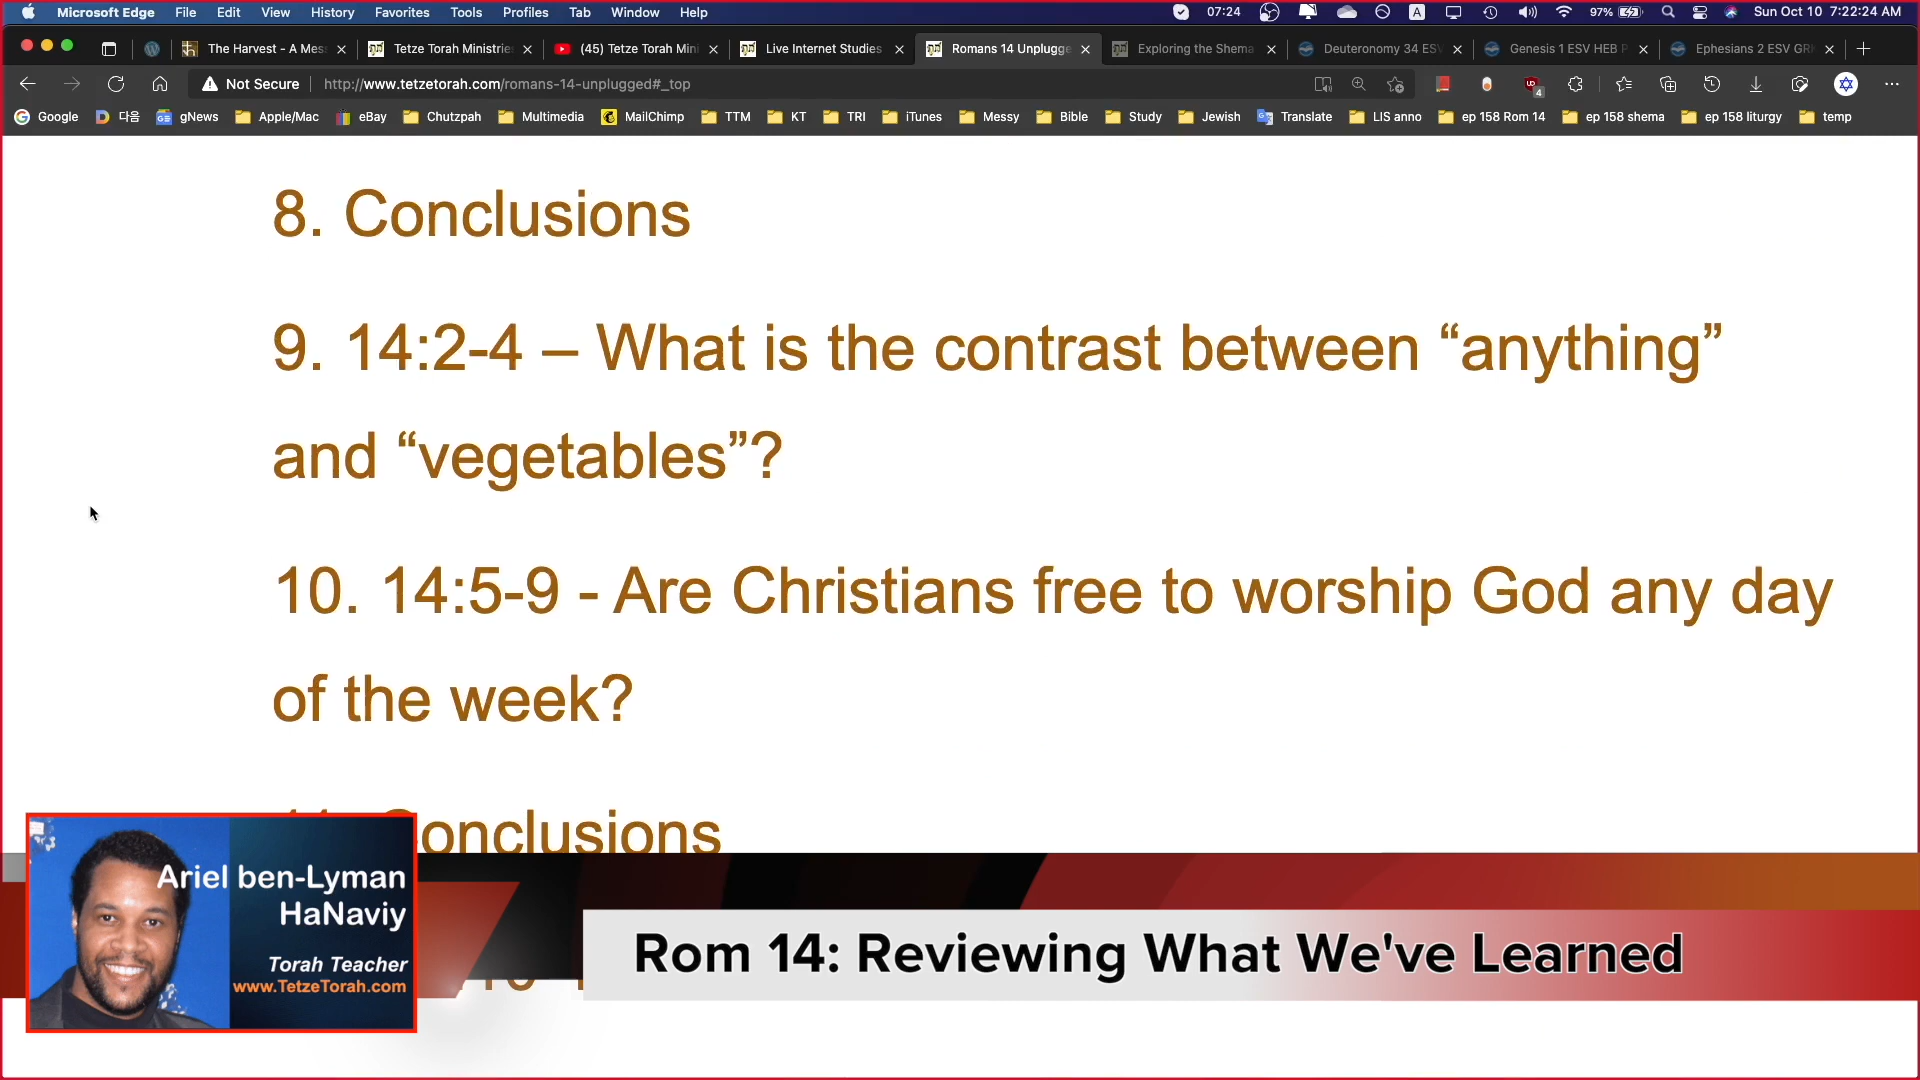 Microsoft Edge File Edit View History Favorites Tools Profiles Tab Window Help 07:24 A 97% Sun Oct 10 7:22:24 AM
The Harvest - A Mes Tetze Torah Ministrie (45) Tetze Torah Mini Live Internet Studies Romans 14 Unplugge Exploring the Shema Deuteronomy 34 ESV Genesis 1 ESV HEB P Ephesians 2 ESV GRK
Not Secure http://www.tetzetorah.com/romans-14-unplugged#_top 4
Google 다음 gNews Apple/Mac eBay Chutzpah Multimedia MailChimp TTM KT TRI iTunes Messy Bible Study Jewish Translate LIS anno ep 158 Rom 14 ep 158 shema ep 158 liturgy temp
8. Conclusions
9. 14:2-4 – What is the contrast between “anything”
and “vegetables”?
10. 14:5-9 - Are Christians free to worship God any day
of the week?
Conclusions
Ariel ben-Lyman
HaNaviy
Torah Teacher
www.TetzeTorah.com
Rom 14: Reviewing What We've Learned